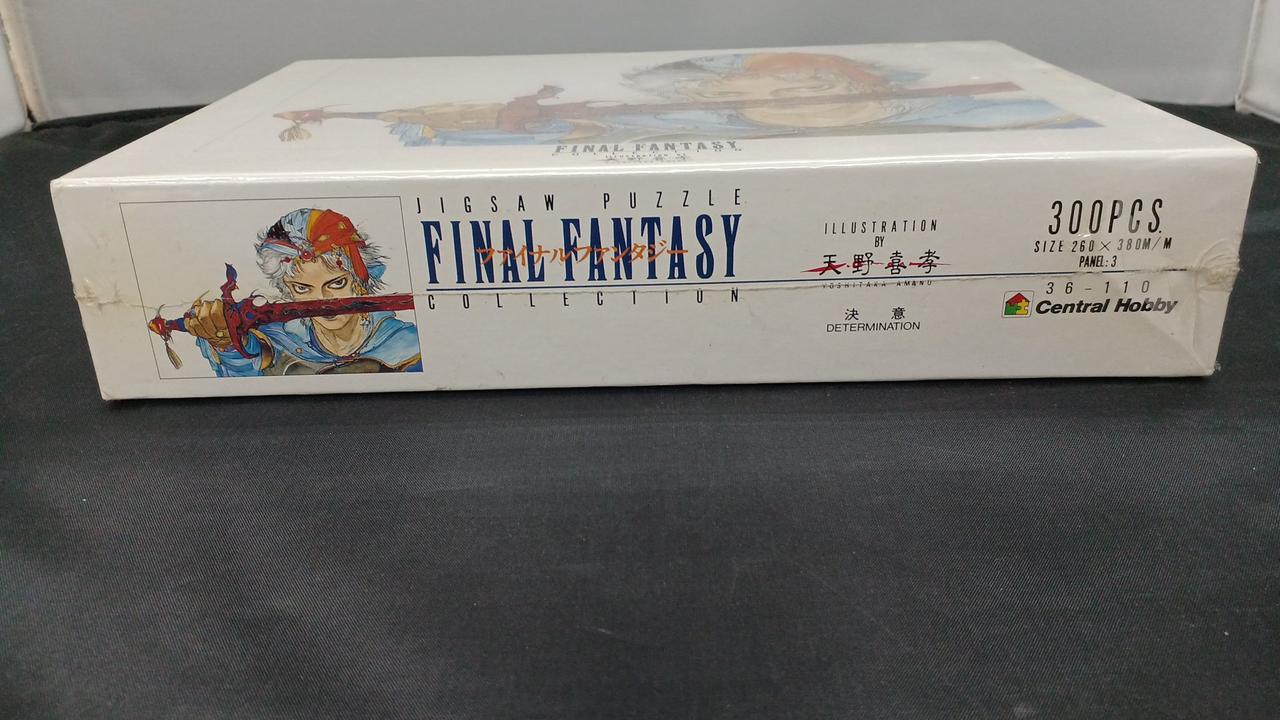 FINAL FANTASY
COLLECTION
JIGSAW PUZZLE
FINAL FANTASY
ファイナルファンタジー
COLLECTION
ILLUSTRATION
BY
天野喜孝
YOSHITAKA AMANO
決意
DETERMINATION
300PCS.
SIZE 260×380M/M
PANEL:3
36-110
Central Hobby